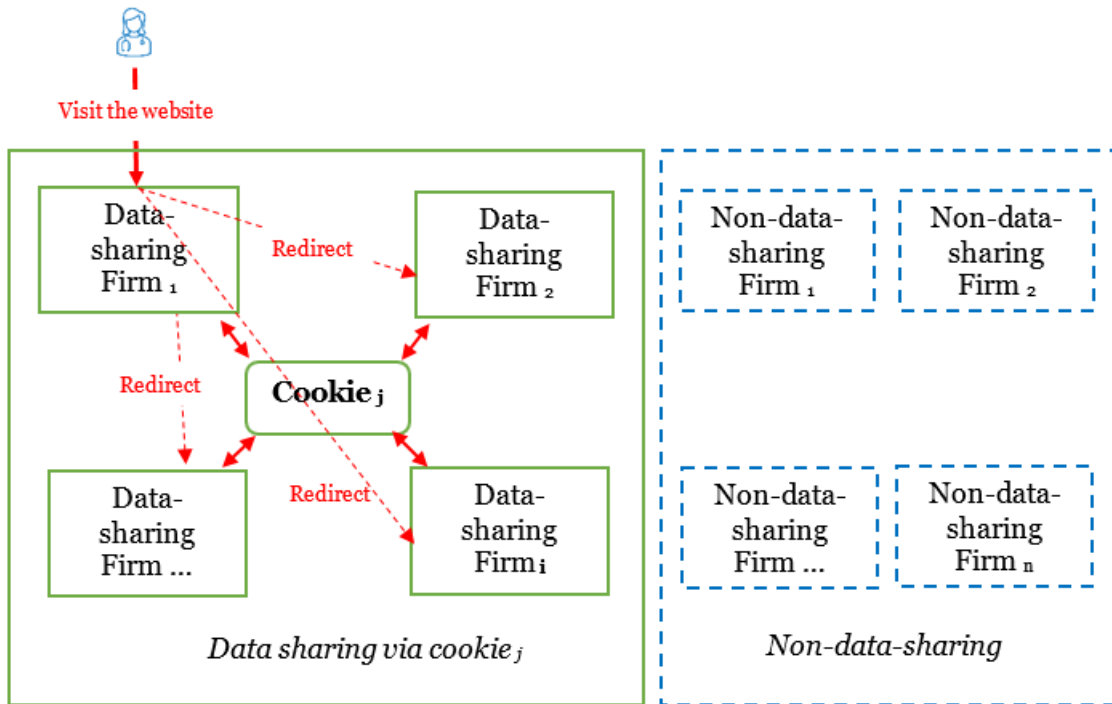 Visit the website
Data-
sharing
Firm 1
Redirect
Data-
sharing
Firm 2
Redirect
Cookie j
Data-
sharing
Firm ...
Redirect
Data-
sharing
Firm i
Data sharing via cookie j
Non-data-
sharing
Firm 1
Non-data-
sharing
Firm 2
Non-data-
sharing
Firm ...
Non-data-
sharing
Firm n
Non-data-sharing